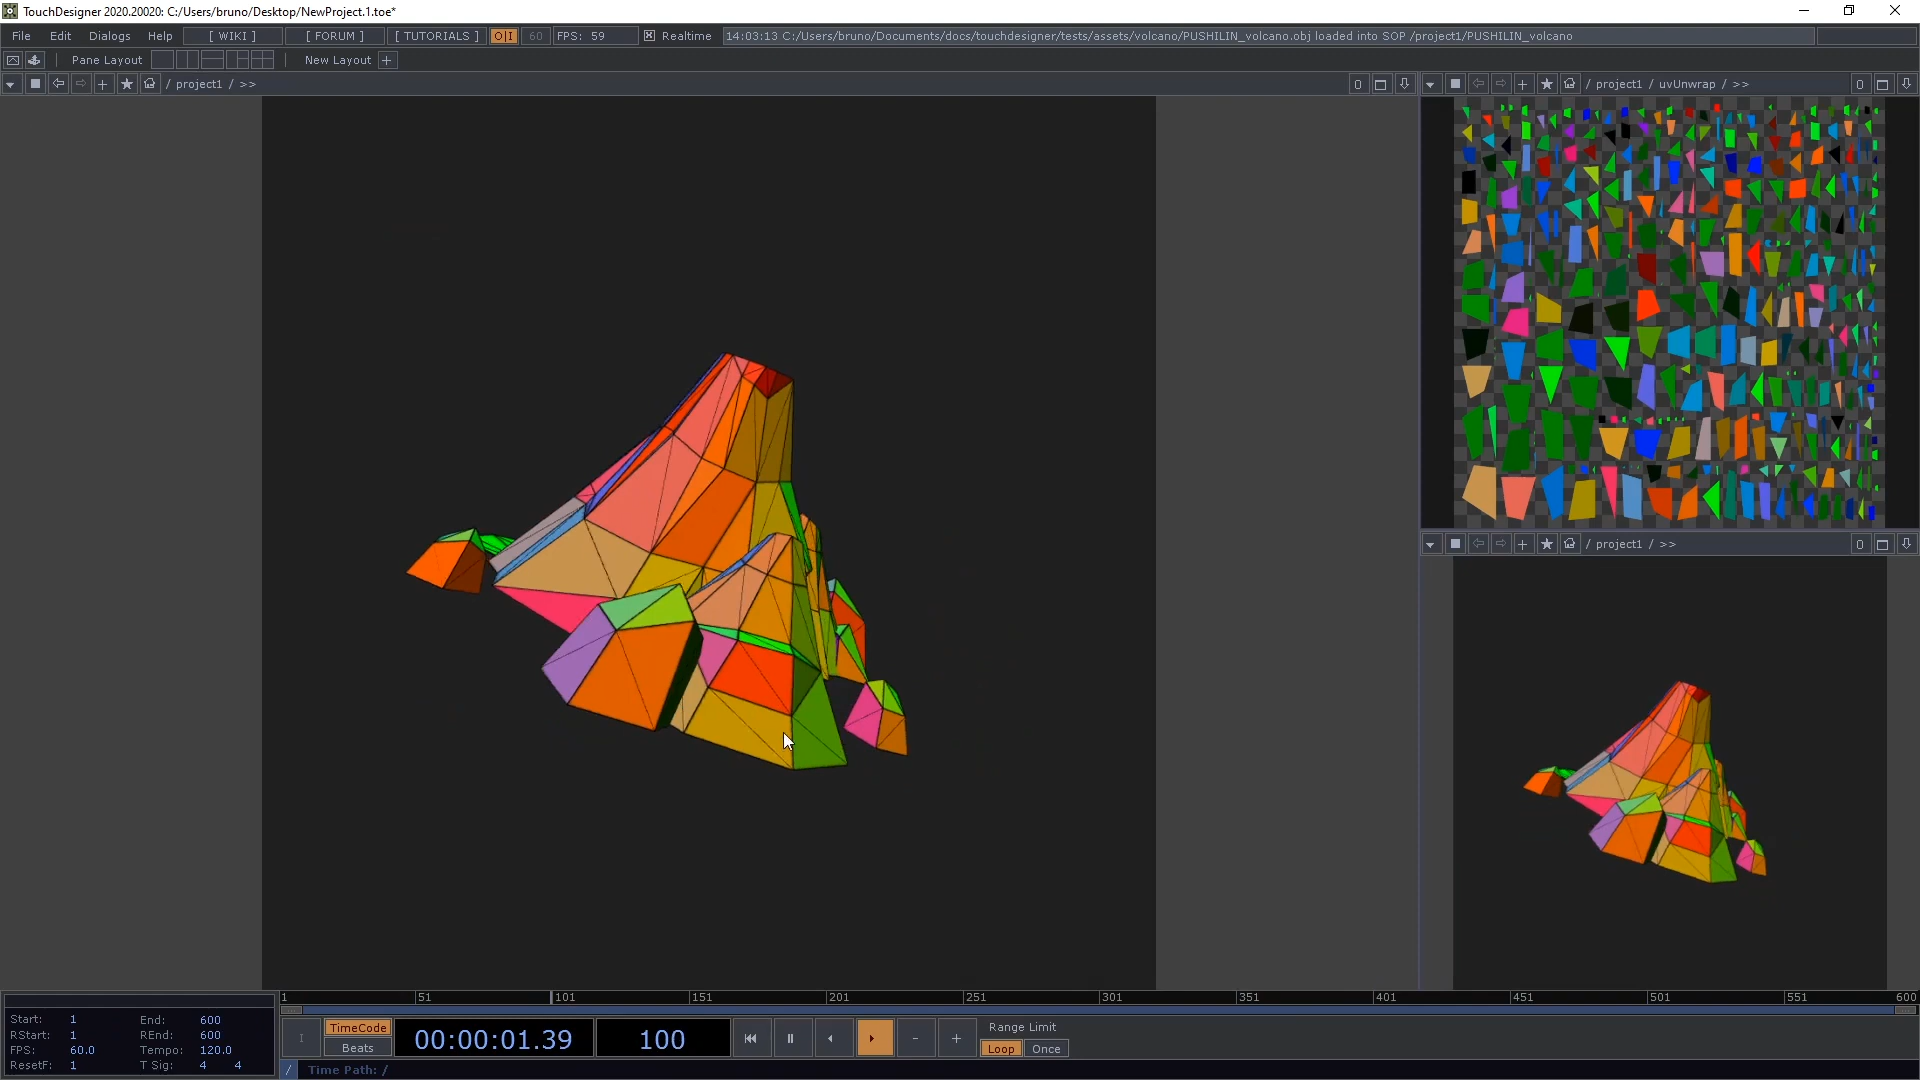 TouchDesigner 2020.20020: C:/Users/bruno/Desktop/NewProject.1.toe*
File Edit Dialogs Help [ WIKI ] [ FORUM ] [ TUTORIALS ] O|I 60 FPS: 59 Realtime 14:03:13 C:/Users/bruno/Documents/docs/touchdesigner/tests/assets/volcano/PUSHILIN_volcano.obj loaded into SOP /project1/PUSHILIN_volcano
Pane Layout New Layout +
/ project1 / >> 0
/ project1 / uvUnwrap / >> 0
/ project1 / >> 0
1 51 101 151 201 251 301 351 401 451 501 551 600
Start: 1 End: 600
RStart: 1 REnd: 600
FPS: 60.0 Tempo: 120.0
ResetF: 1 T Sig: 4 4
I TimeCode Beats 00:00:01.39 100 - + Range Limit
Loop Once
/ Time Path: /